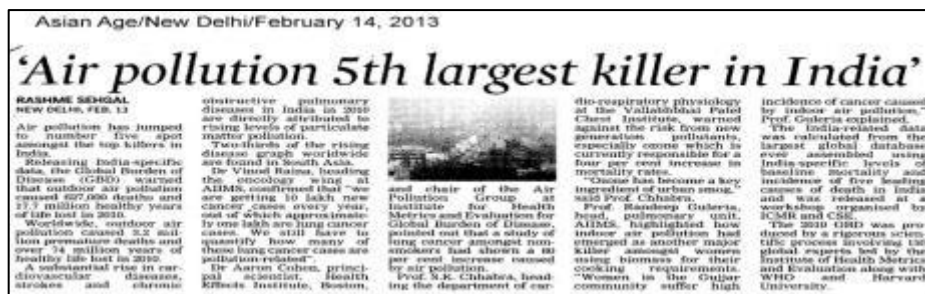 Asian Age/New Delhi/February 14, 2013
'Air pollution 5th largest killer in India'
RASHME SEHGAL
NEW DELHI, FEB. 13
Air pollution has jumped
to number five spot
amongst the top killers in
India.
Releasing India-specific
data, the Global Burden of
Disease (GBD) warned
that outdoor air pollution
caused 627,000 deaths and
17.7 million healthy years
of life lost in 2010.
Worldwide, outdoor air
pollution caused 3.2 mil-
lion premature deaths and
over 74 million years of
healthy life lost in 2010.
A substantial rise in car-
diovascular diseases,
strokes and chronic
obstructive pulmonary
diseases in India in 2010
are directly attributed to
rising levels of particulate
matter pollution.
Two-thirds of the rising
disease graph worldwide
are found in South Asia.
Dr Vinod Raina, heading
the oncology wing at
AIIMS, confirmed that "we
are getting 10 lakh new
cancer cases every year,
out of which approximate-
ly one lakh are lung cancer
cases. We still have to
quantify how many of
these lung cancer cases are
pollution related".
Dr Aaron Cohen, princi-
pal scientist, Health
Effects Institute, Boston,
and chair of the Air
Pollution Group at
Institute for Health
Metrics and Evaluation for
Global Burden of Disease,
pointed out that a study of
lung cancer amongst non-
smokers had shown a
per cent increase caused
by air pollution.
Prof. S.K. Chhabra, head-
ing the department of car-
dio-respiratory physiology
at the Vallabhbhai Patel
Chest Institute, warned
against the risk from new
generation pollutants,
especially ozone which is
currently responsible for a
four per cent increase in
mortality rates.
"Ozone has become a key
ingredient of urban smog,"
said Prof. Chhabra.
Prof. Randeep Guleria,
head, pulmonary unit,
AIIMS, highlighted how
indoor air pollution had
emerged as another major
killer amongst women
using biomass for their
cooking requirements.
"Women in the Gujjar
community suffer high
incidence of cancer caused
by indoor air pollution,"
Prof. Guleria explained.
The India-related data
was calculated from the
largest global database
ever assembled using
India-specific levels of
baseline mortality and
incidence of five leading
causes of death in India
and was released at a
workshop organised by
ICMR and CSE.
The 2010 GBD was pro-
duced by a rigorous scien-
tific process involving
global experts led by the
Institute of Health Metrics
and Evaluation along with
WHO and Harvard
University.